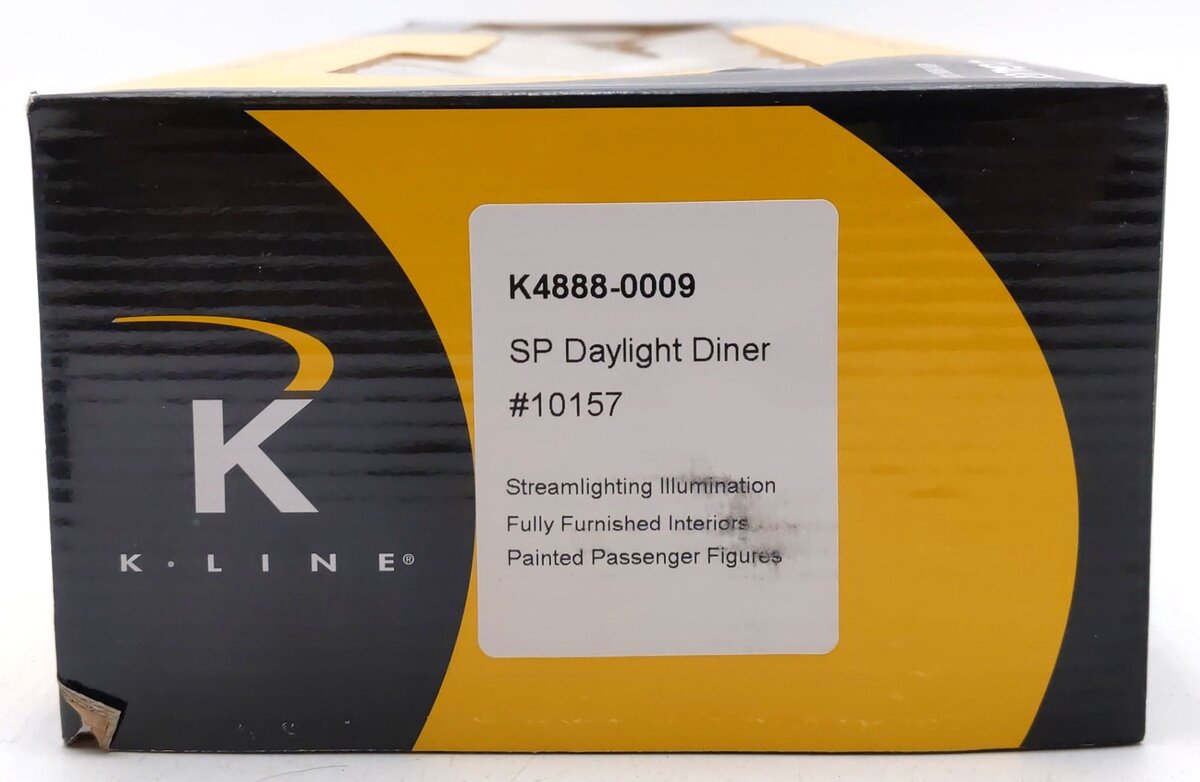 K4888-0009
SP Daylight Diner
#10157
Streamlighting Illumination
Fully Furnished Interiors
Painted Passenger Figures
K
K·LINE®